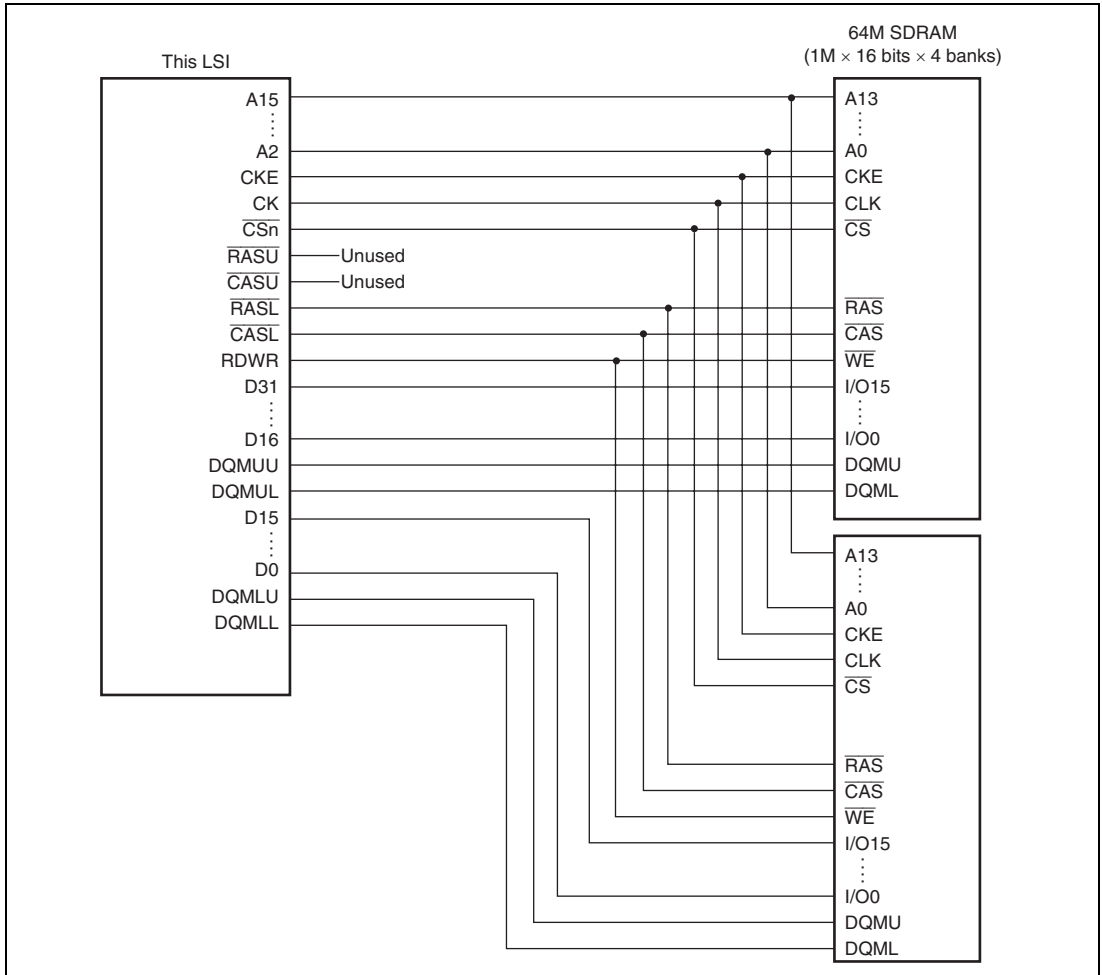 This LSI
A15
A2
CKE
CK
CSn
RASU
Unused
CASU
Unused
RASL
CASL
RDWR
D31
D16
DQMUU
DQMUL
D15
D0
DQMLU
DQMLL
64M SDRAM
(1M × 16 bits × 4 banks)
A13
A0
CKE
CLK
CS
RAS
CAS
WE
I/O15
I/O0
DQMU
DQML
A13
A0
CKE
CLK
CS
RAS
CAS
WE
I/O15
I/O0
DQMU
DQML